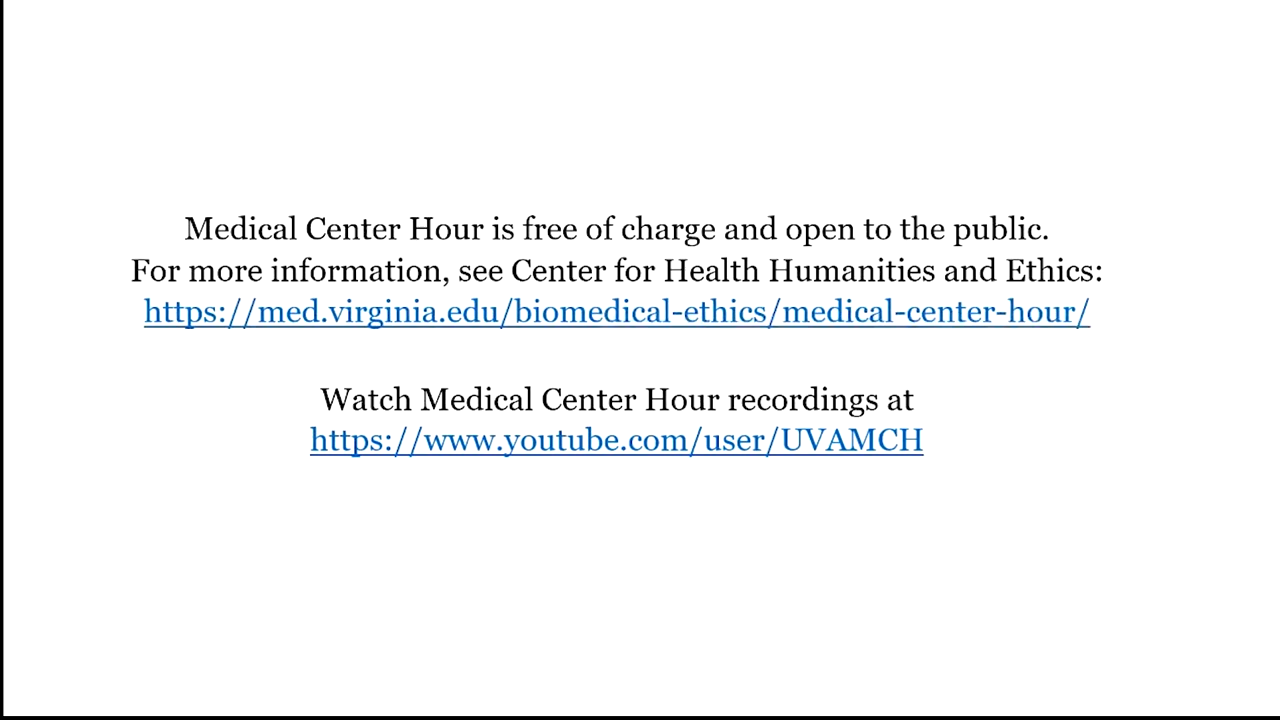 Medical Center Hour is free of charge and open to the public.
For more information, see Center for Health Humanities and Ethics:
https://med.virginia.edu/biomedical-ethics/medical-center-hour/
Watch Medical Center Hour recordings at
https://www.youtube.com/user/UVAMCH